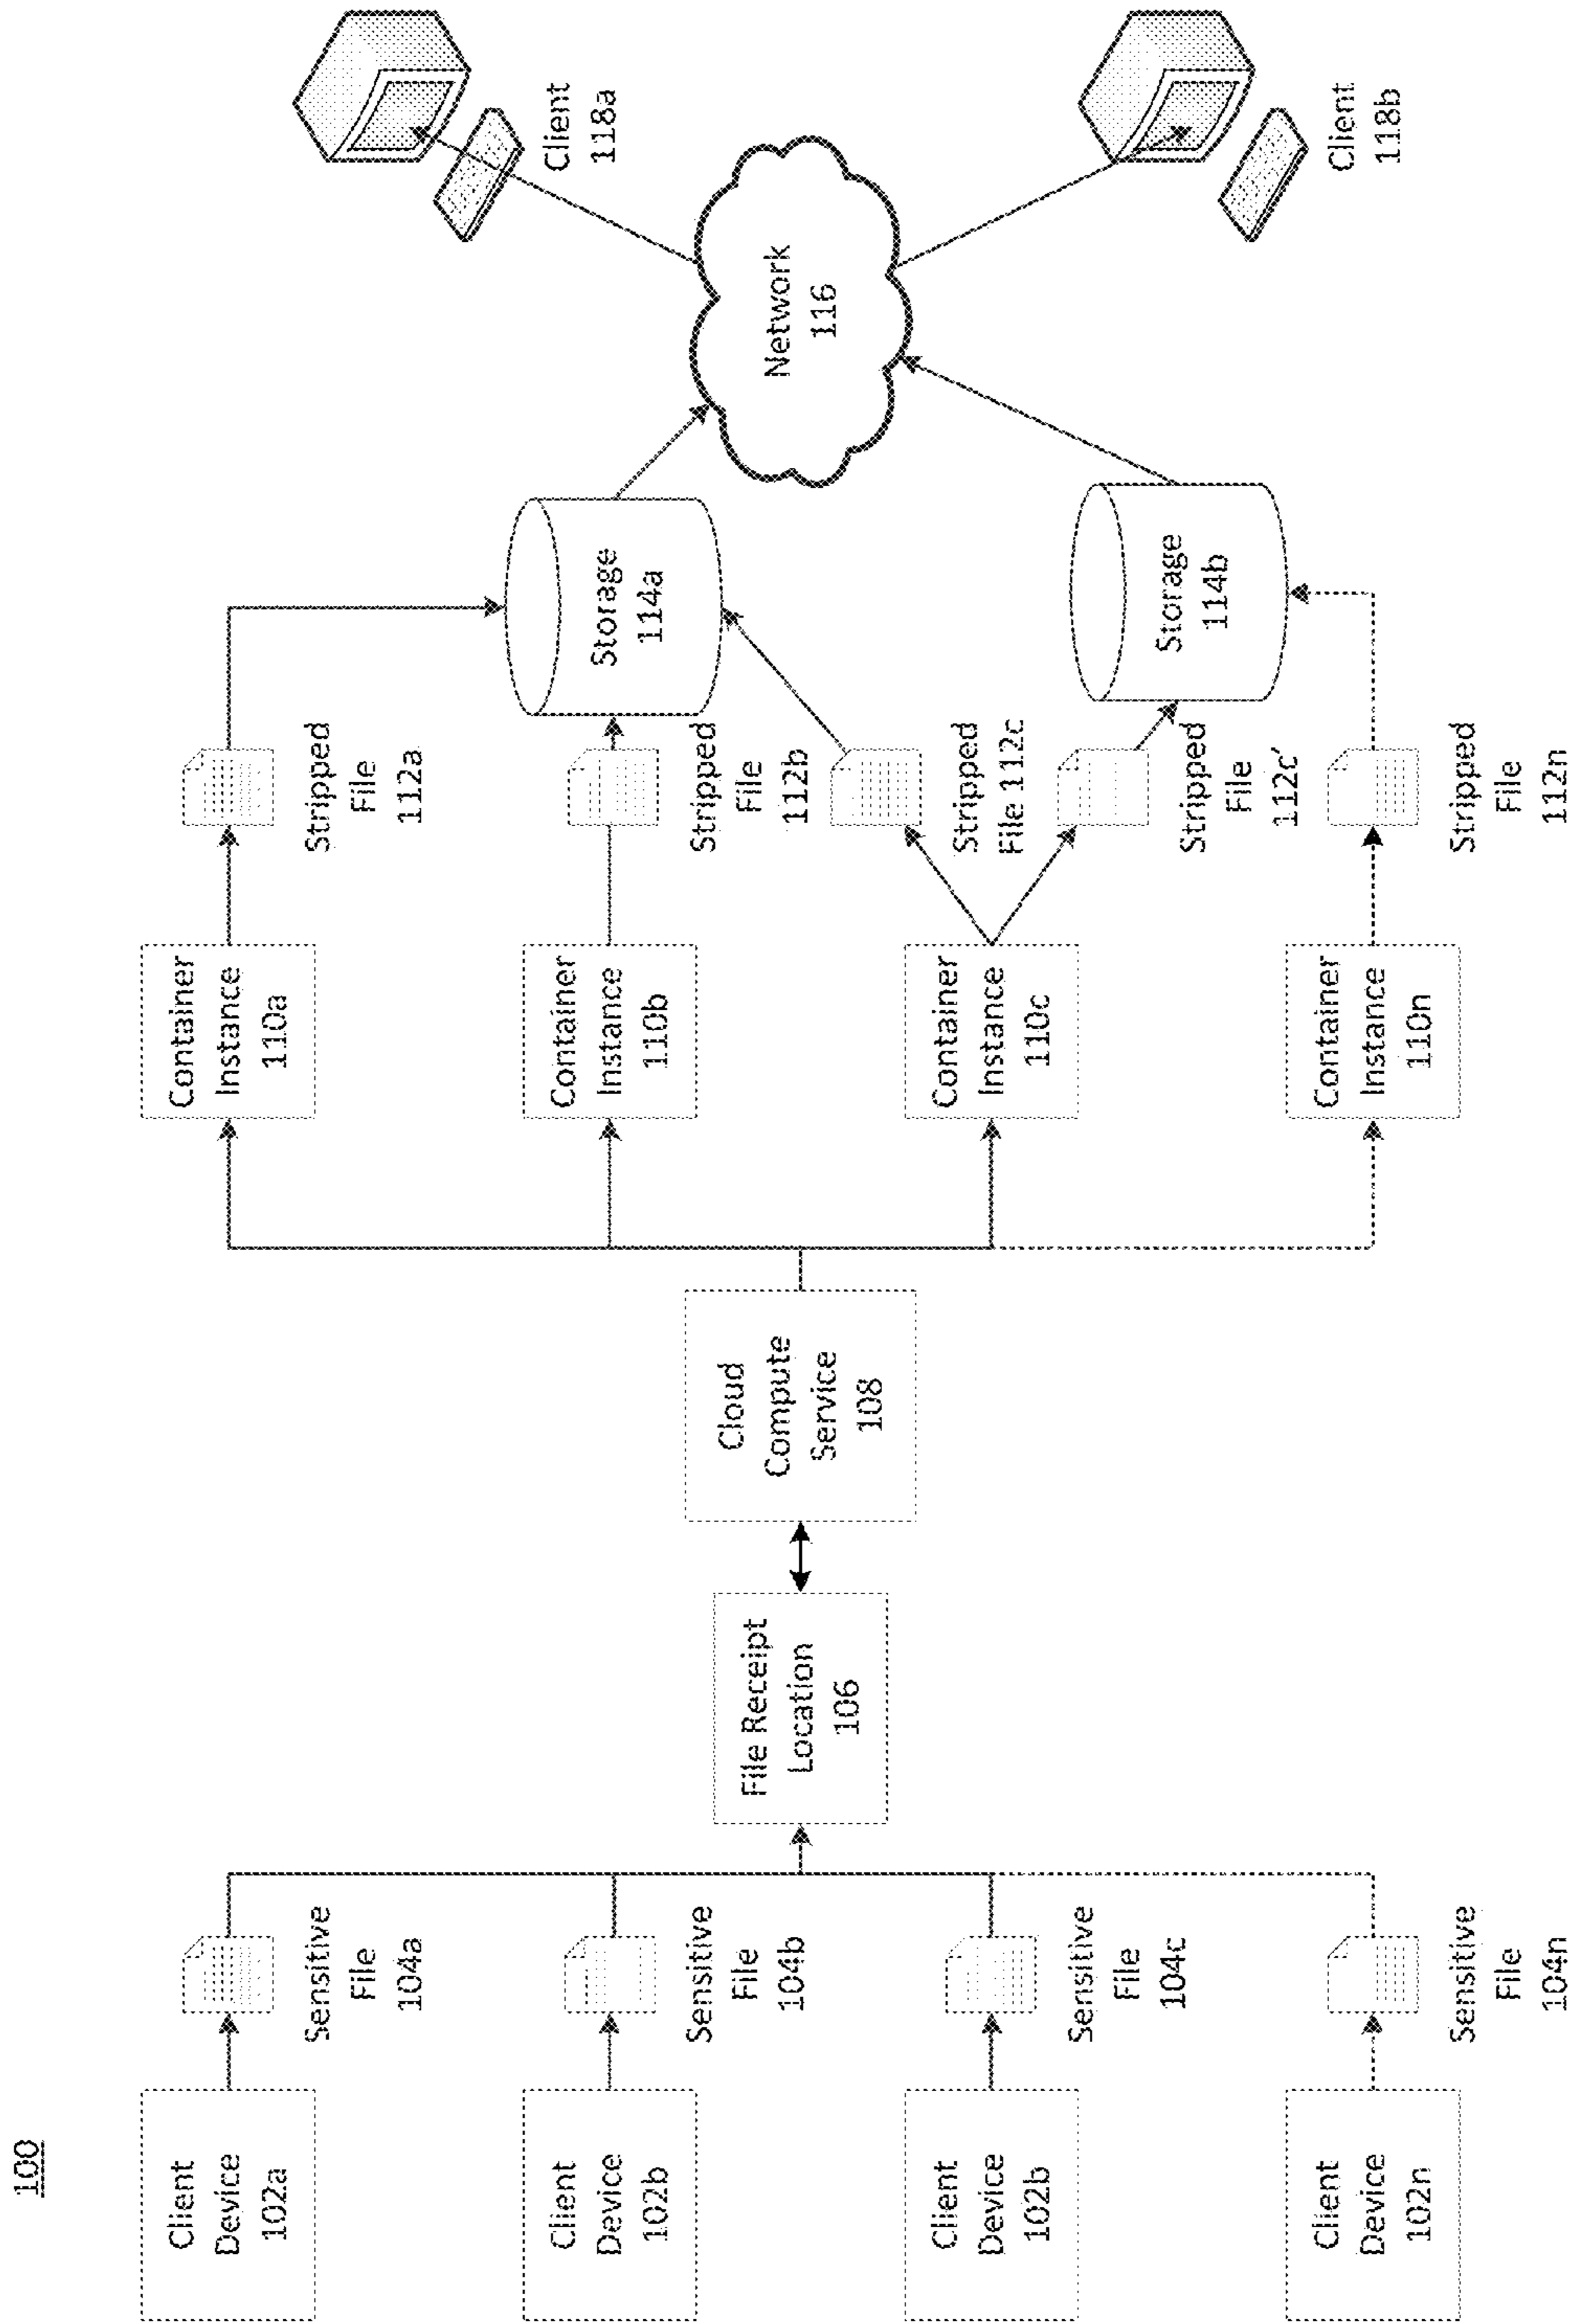 100
Client
Device
102a
Sensitive
File
104a
Client
Device
102b
Sensitive
File
104b
Client
Device
102b
Sensitive
File
104c
Client
Device
102n
Sensitive
File
104n
File Receipt
Location
106
Cloud
Compute
Service
108
Container
Instance
110a
Container
Instance
110b
Container
Instance
110c
Container
Instance
110n
Stripped
File
112a
Stripped
File
112b
Stripped
File 112c
Stripped
File
112c'
Stripped
File
112n
Storage
114a
Storage
114b
Network
116
Client
118a
Client
118b